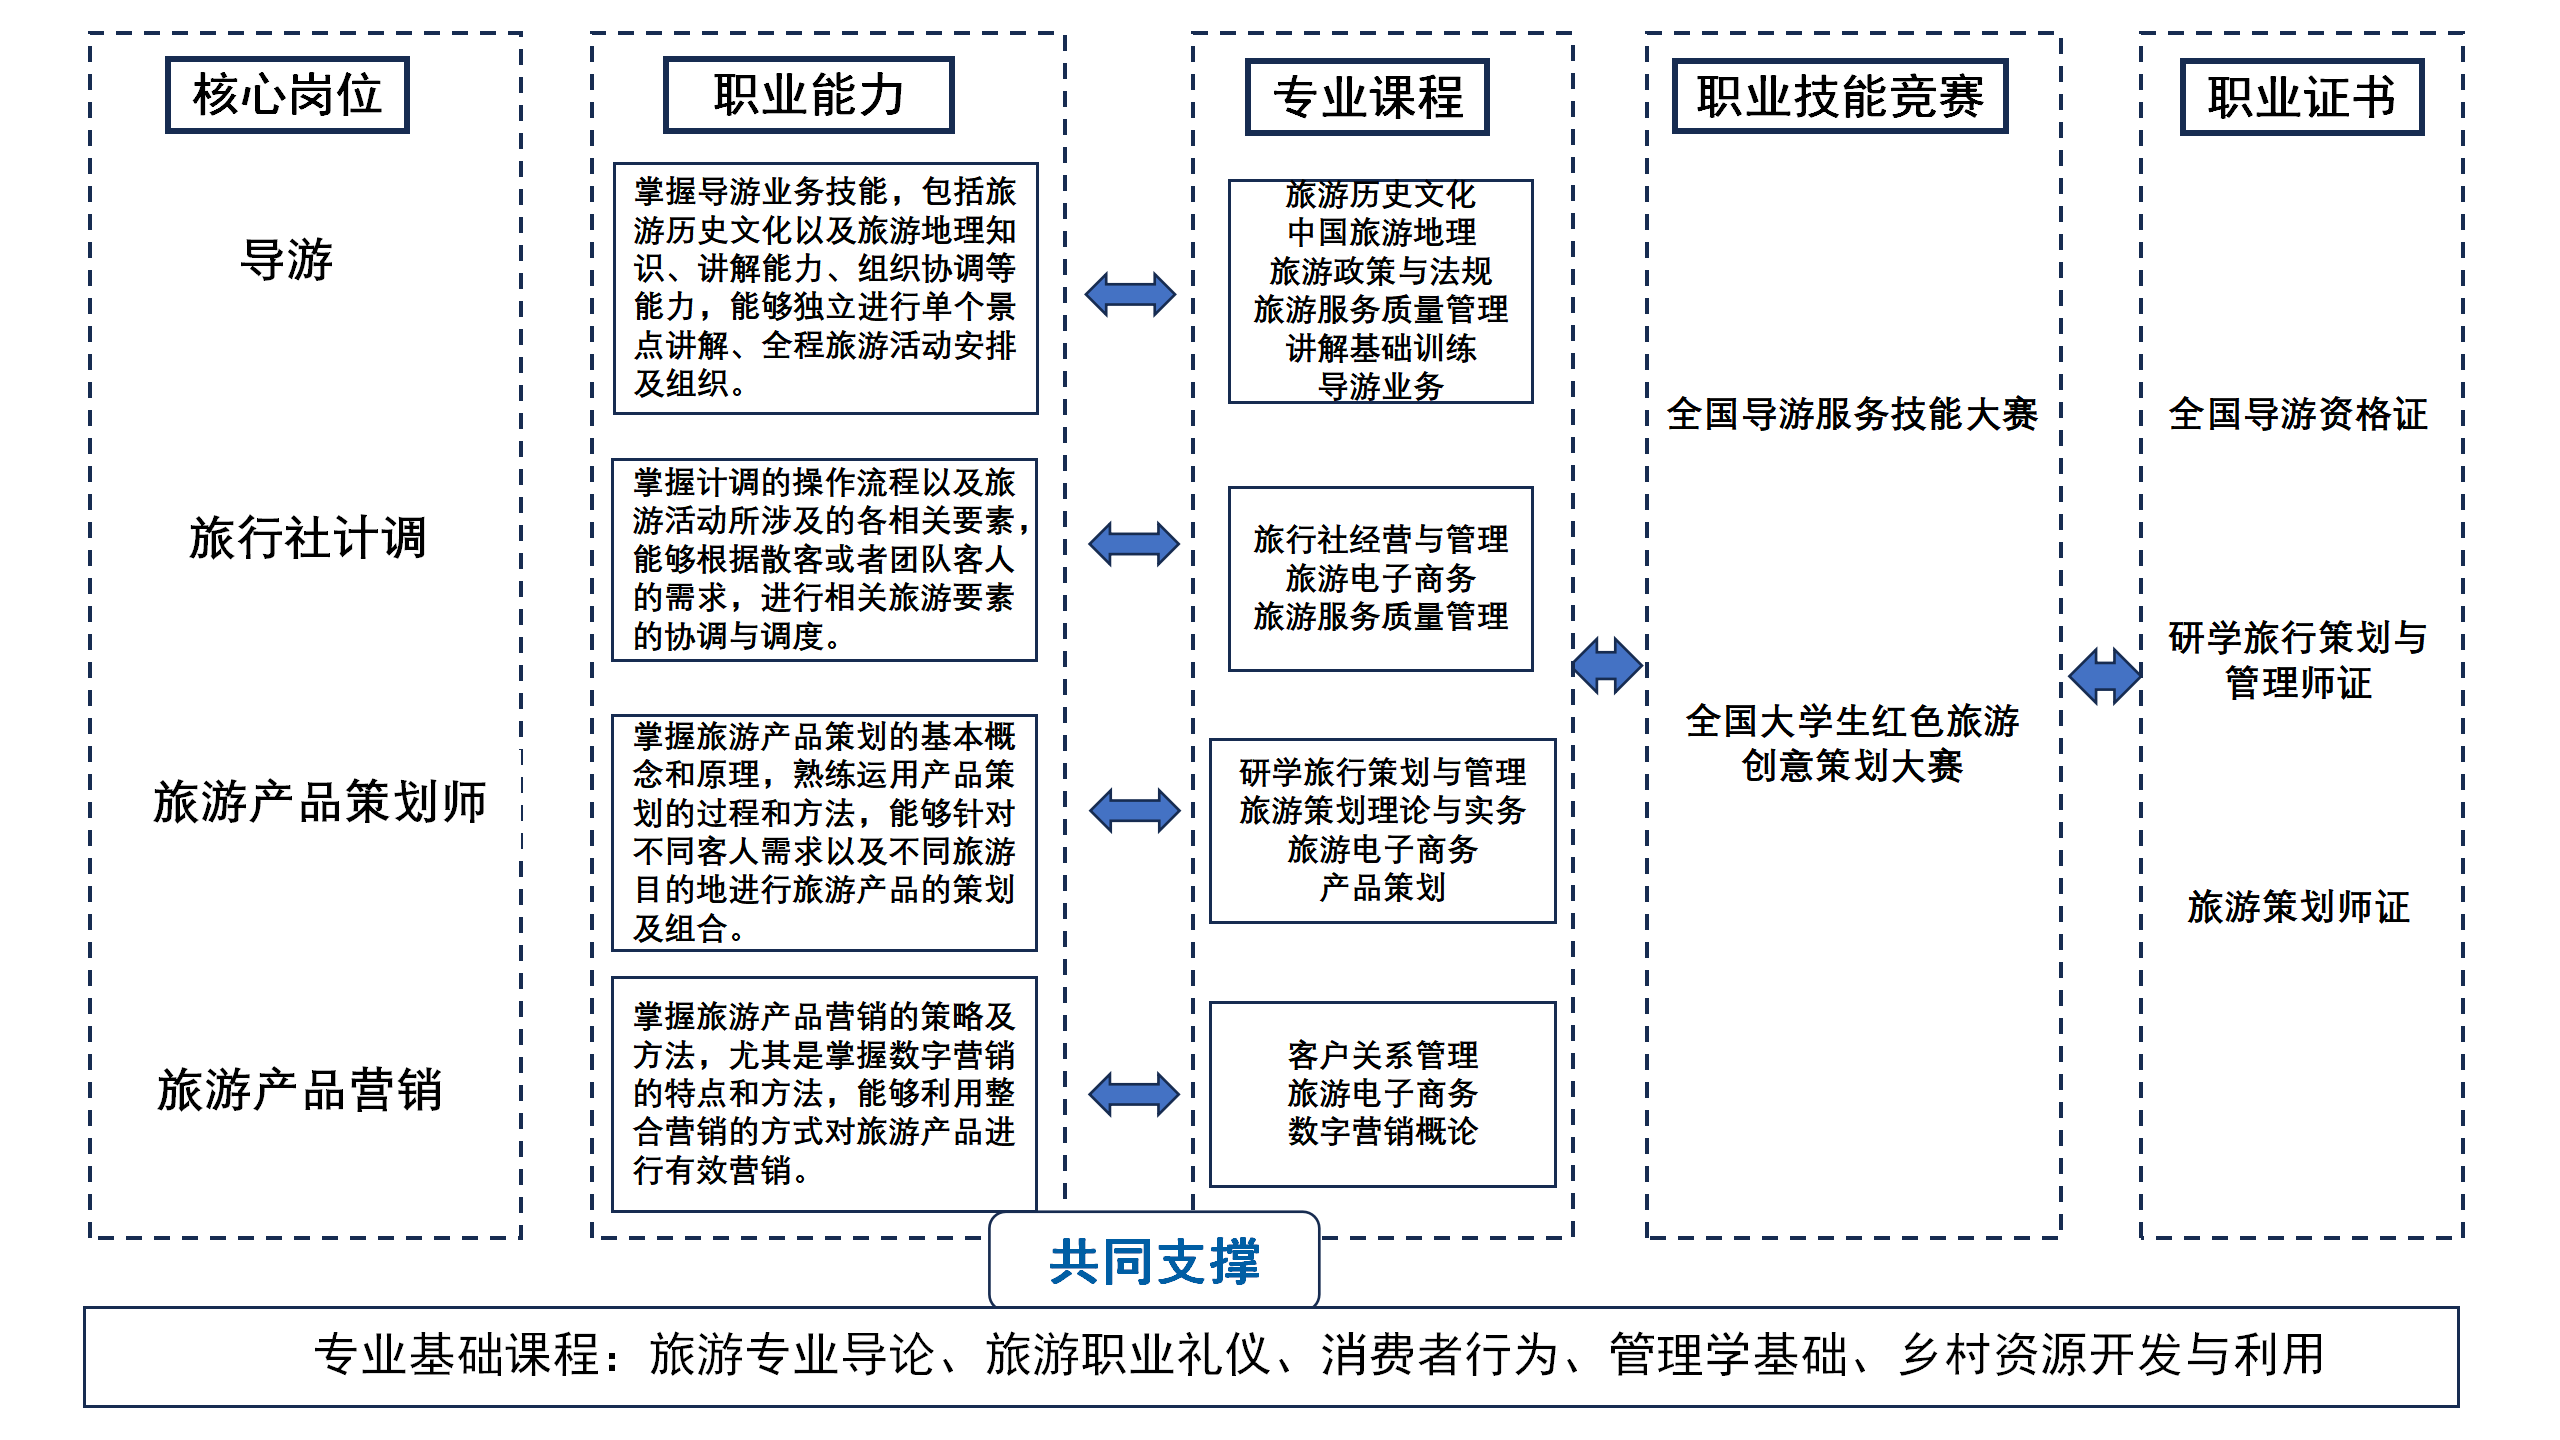 核心岗位
导游
旅行社计调
旅游产品策划师
旅游产品营销
职业能力
掌握导游业务技能，包括旅
游历史文化以及旅游地理知
识、讲解能力、组织协调等
能力，能够独立进行单个景
点讲解、全程旅游活动安排
及组织。
掌握计调的操作流程以及旅
游活动所涉及的各相关要素，
能够根据散客或者团队客人
的需求，进行相关旅游要素
的协调与调度。
掌握旅游产品策划的基本概
念和原理，熟练运用产品策
划的过程和方法，能够针对
不同客人需求以及不同旅游
目的地进行旅游产品的策划
及组合。
掌握旅游产品营销的策略及
方法，尤其是掌握数字营销
的特点和方法，能够利用整
合营销的方式对旅游产品进
行有效营销。
专业课程
旅游历史文化
中国旅游地理
旅游政策与法规
旅游服务质量管理
讲解基础训练
导游业务
旅行社经营与管理
旅游电子商务
旅游服务质量管理
研学旅行策划与管理
旅游策划理论与实务
旅游电子商务
产品策划
客户关系管理
旅游电子商务
数字营销概论
职业技能竞赛
全国导游服务技能大赛
全国大学生红色旅游
创意策划大赛
职业证书
全国导游资格证
研学旅行策划与
管理师证
旅游策划师证
共同支撑
专业基础课程：旅游专业导论、旅游职业礼仪、消费者行为、管理学基础、乡村资源开发与利用